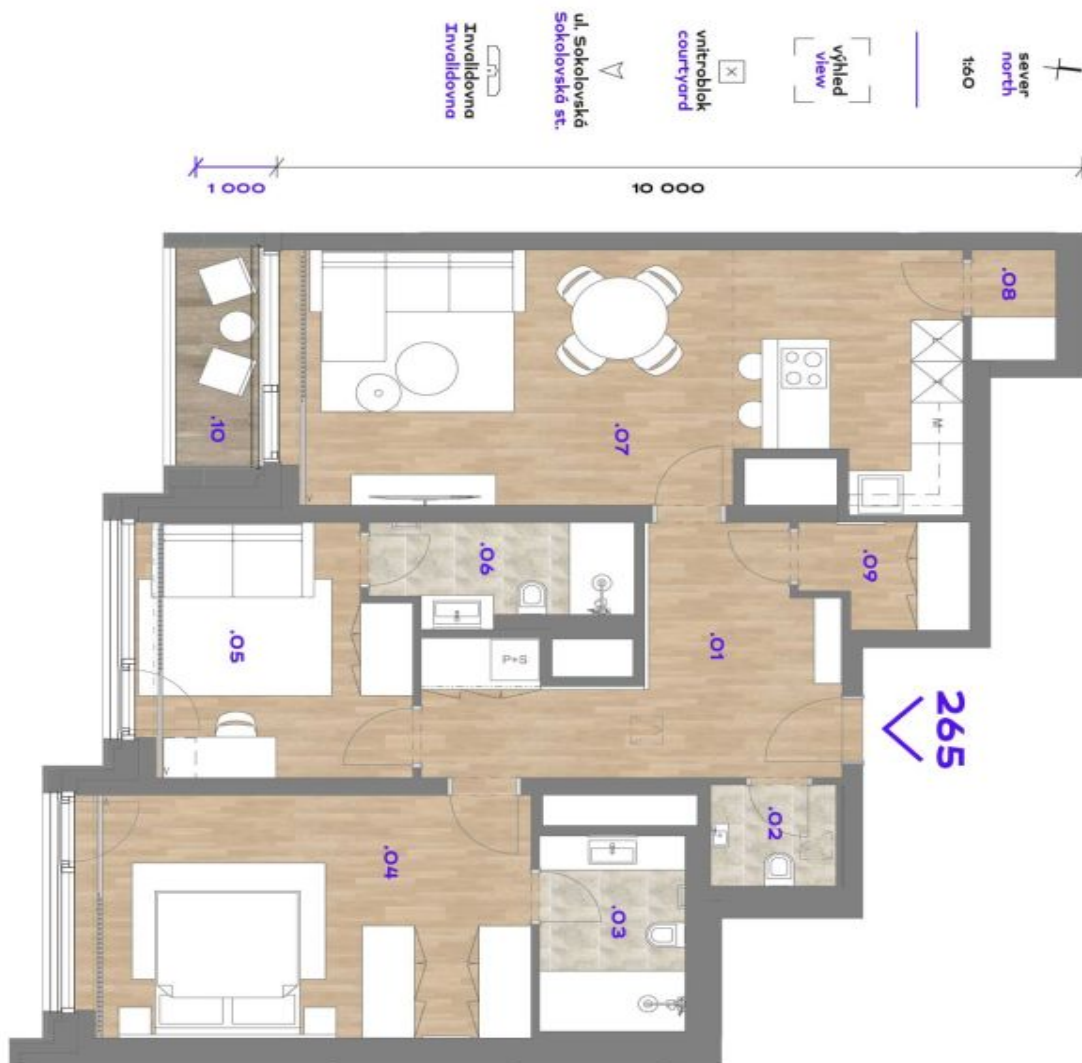 sever
north
1:60
výhled
view
X
vnitroblok
courtyard
ul. Sokolovská
Sokolovská st.
Invalidovna
Invalidovna
1 000
10 000
.08
.10
.07
M
.06
.09
.05
P+S
.01
265
.02
.04
.03